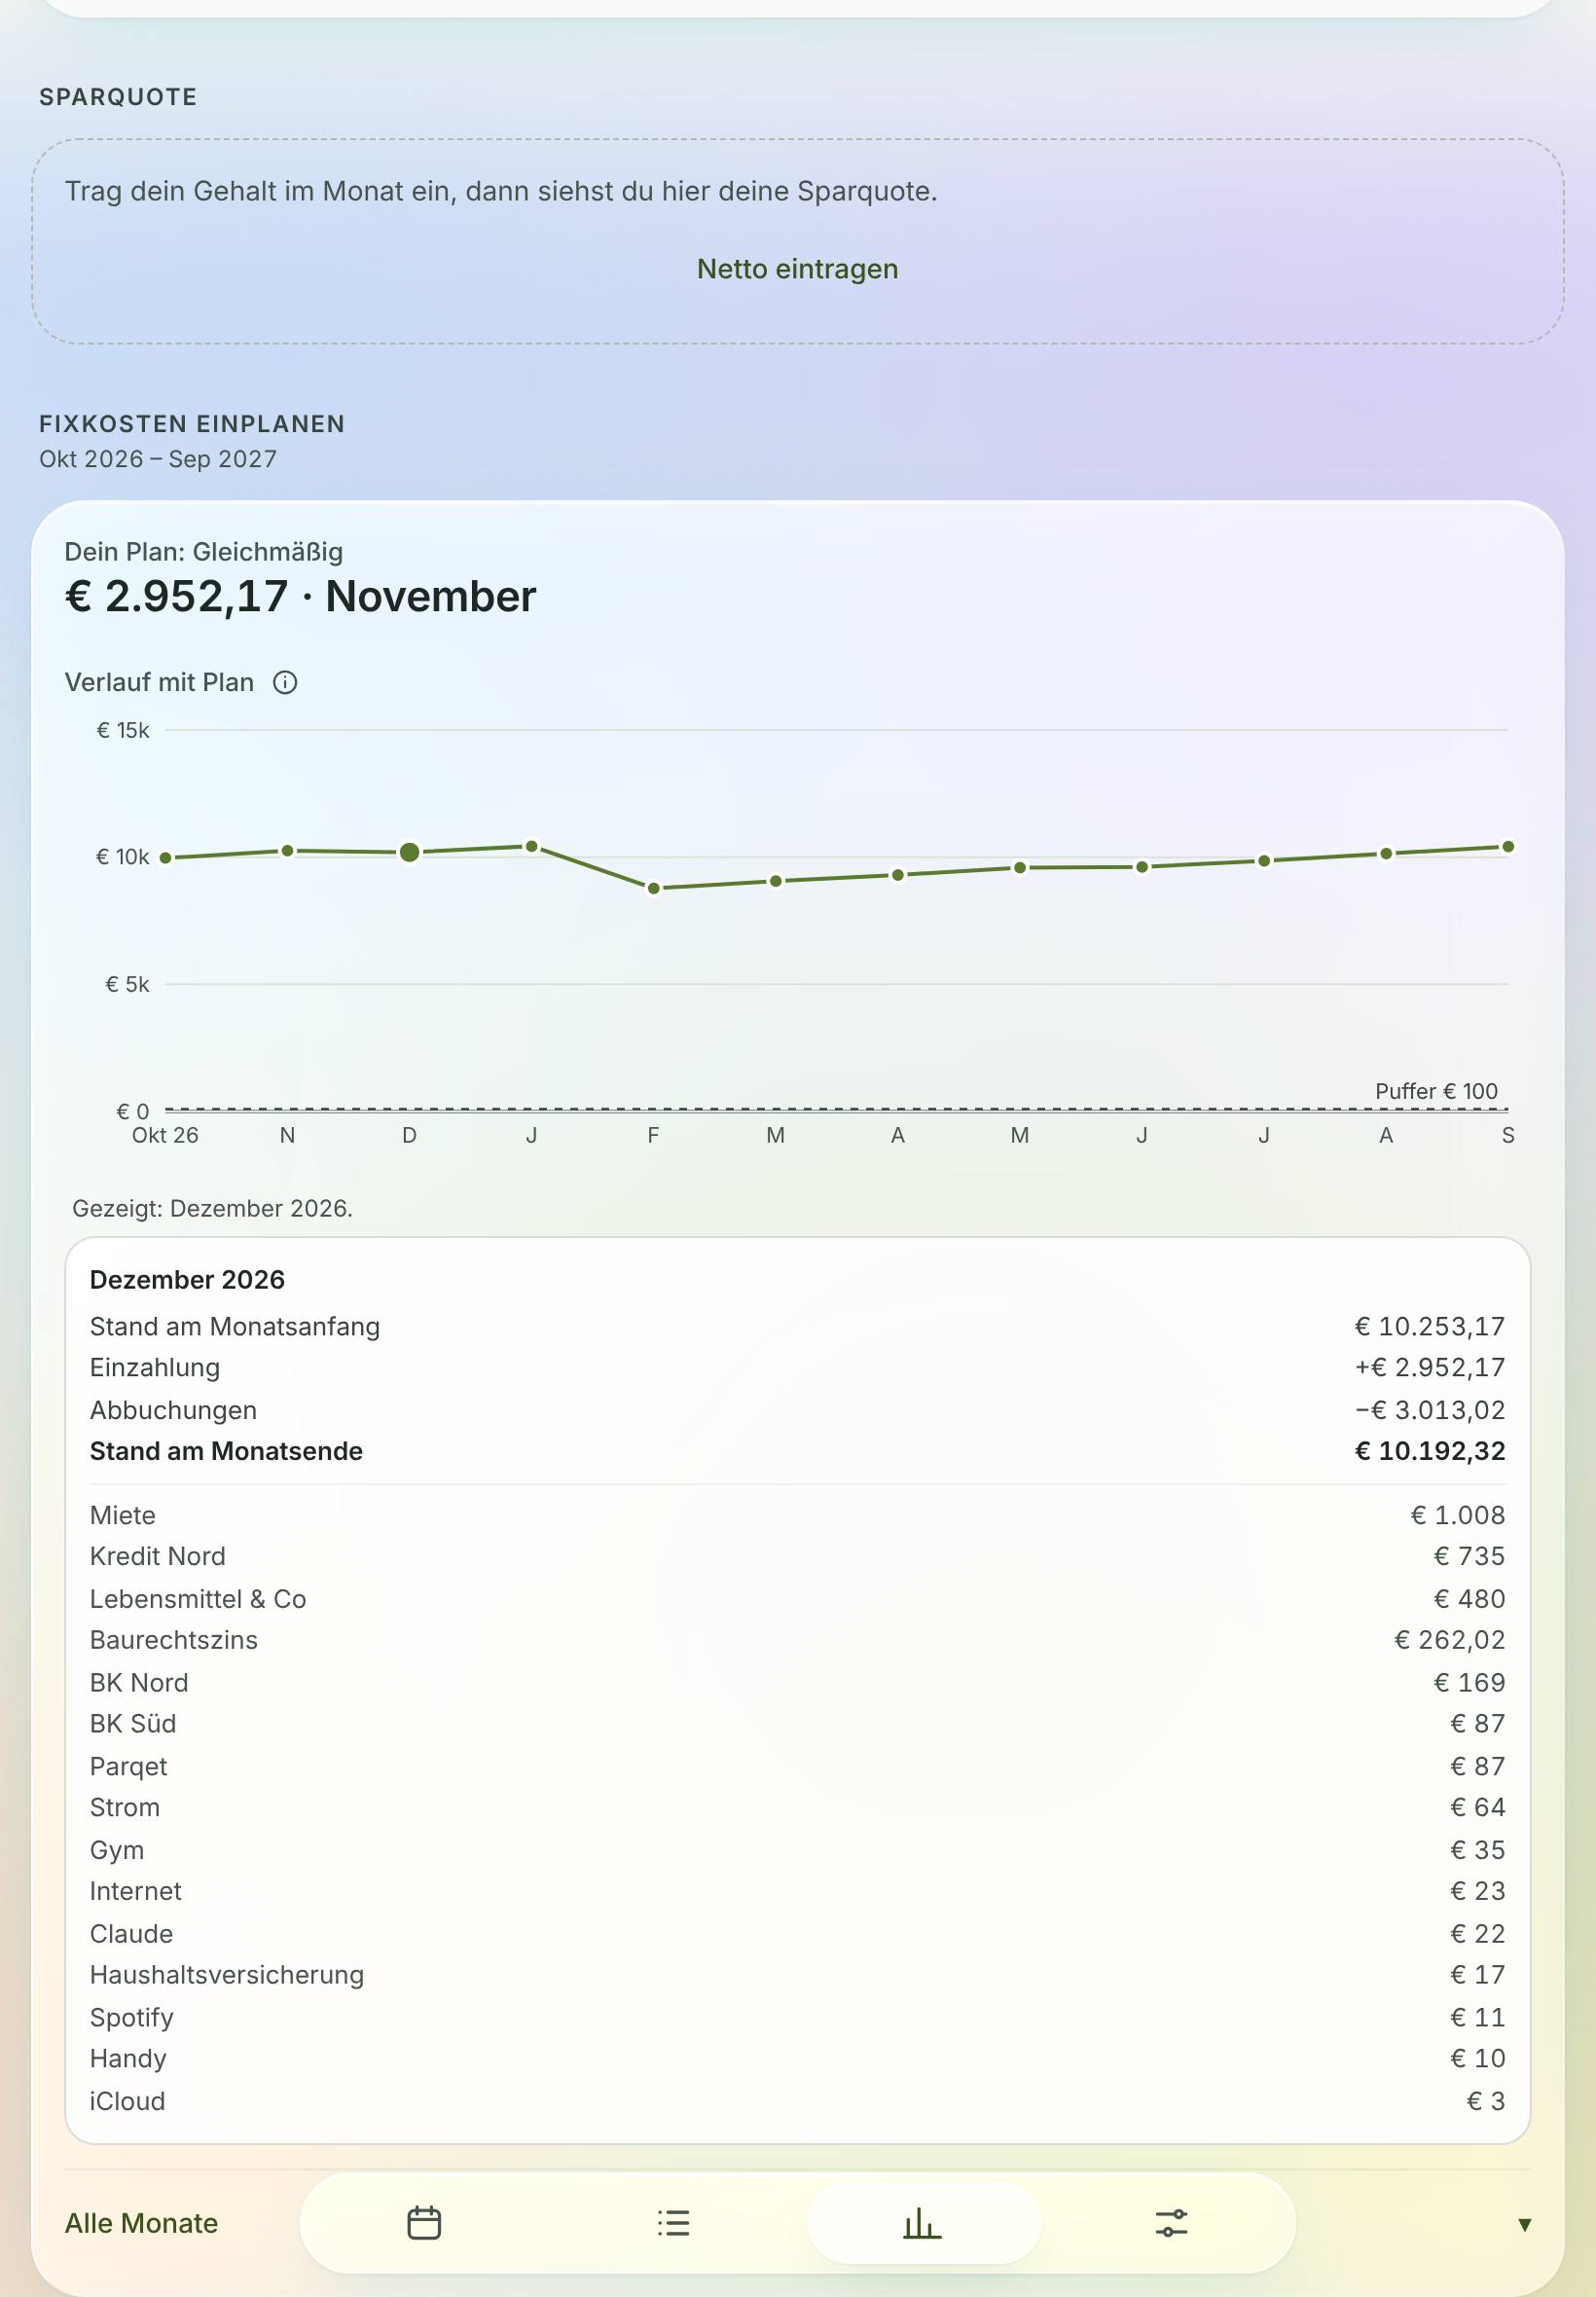 SPARQUOTE
Trag dein Gehalt im Monat ein, dann siehst du hier deine Sparquote.
Netto eintragen
FIXKOSTEN EINPLANEN
Okt 2026 – Sep 2027
Dein Plan: Gleichmäßig
€ 2.952,17 · November
Verlauf mit Plan
€ 15k
€ 10k
€ 5k
Puffer € 100
€ 0
Okt 26 N D J F M A M J J A S
Gezeigt: Dezember 2026.
Dezember 2026
Stand am Monatsanfang € 10.253,17
Einzahlung +€ 2.952,17
Abbuchungen −€ 3.013,02
Stand am Monatsende € 10.192,32
Miete € 1.008
Kredit Nord € 735
Lebensmittel & Co € 480
Baurechtszins € 262,02
BK Nord € 169
BK Süd € 87
Parqet € 87
Strom € 64
Gym € 35
Internet € 23
Claude € 22
Haushaltsversicherung € 17
Spotify € 11
Handy € 10
iCloud € 3
Alle Monate